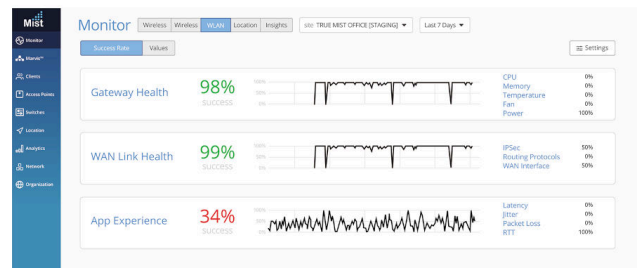 Mist
Monitor
Wireless
Wireless
WLAN
Location
Insights
site TRUE MIST OFFICE [STAGING]
Last 7 Days
Monitor
Marvis™
Clients
Access Points
Switches
Location
Analytics
Network
Organization
Success Rate
Values
Settings
Gateway Health
98%
success
100%
50%
0%
CPU 0%
Memory 0%
Temperature 0%
Fan 0%
Power 100%
WAN Link Health
99%
success
100%
50%
0%
IPSec 50%
Routing Protocols 0%
WAN Interface 50%
App Experience
34%
success
100%
50%
0%
Latency 0%
Jitter 0%
Packet Loss 0%
RTT 100%